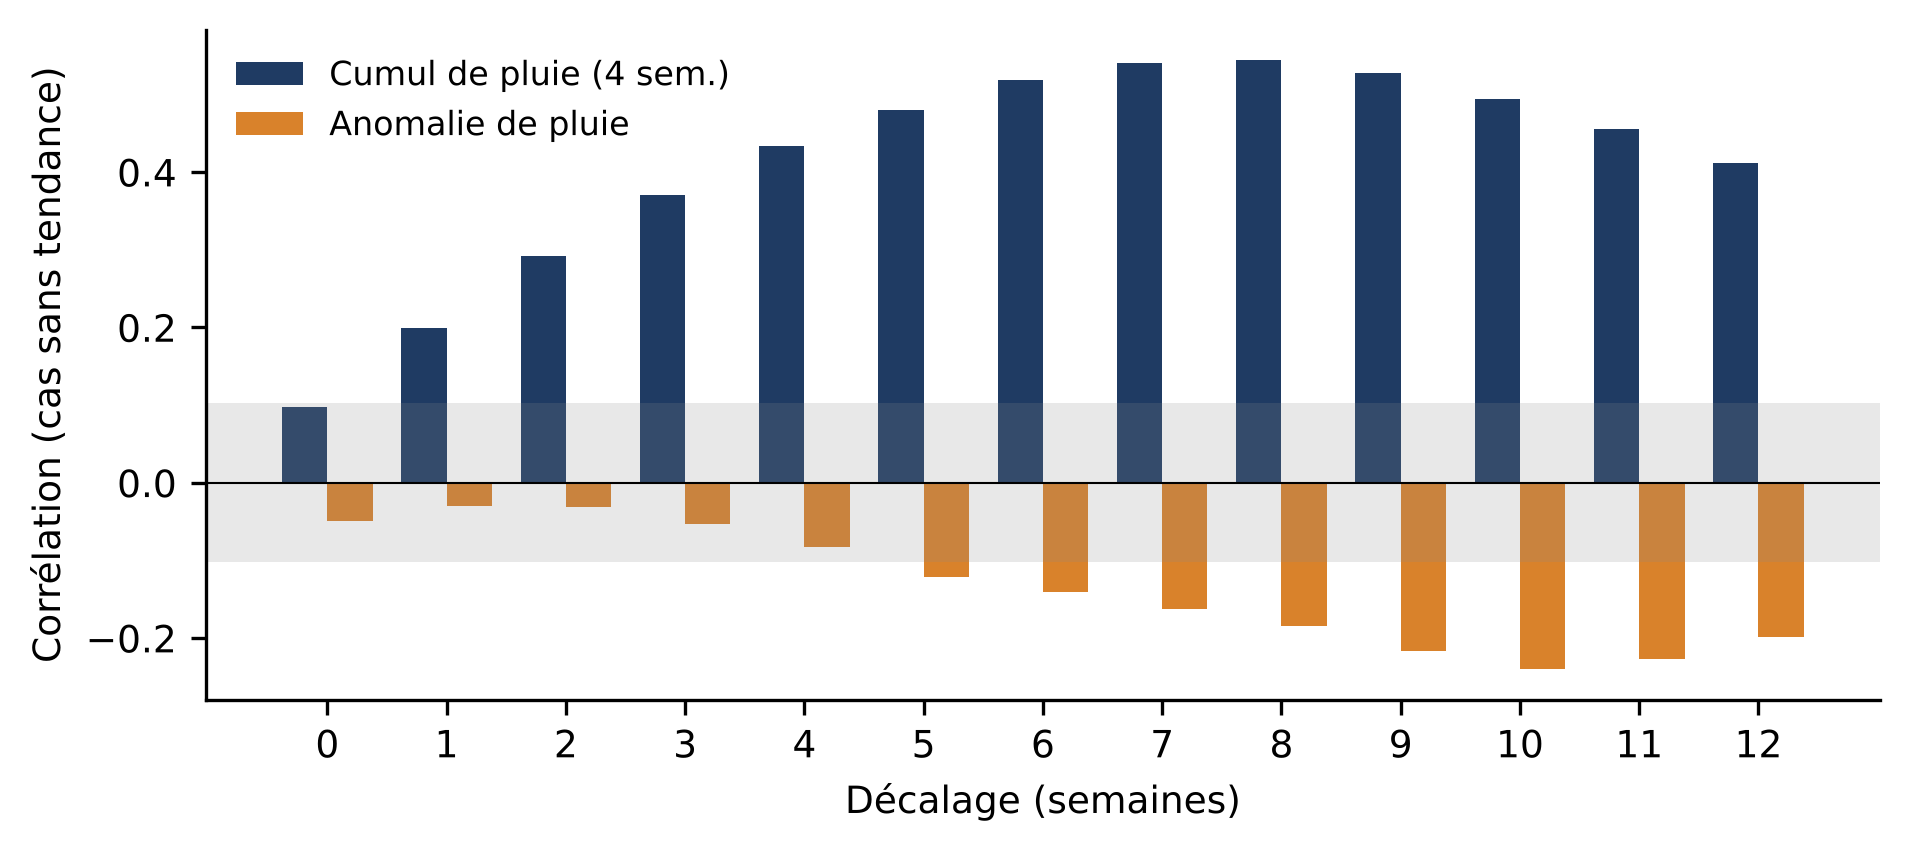 Cumul de pluie (4 sem.)
Anomalie de pluie
Corrélation (cas sans tendance)
0.4
0.2
0.0
−0.2
0 1 2 3 4 5 6 7 8 9 10 11 12
Décalage (semaines)